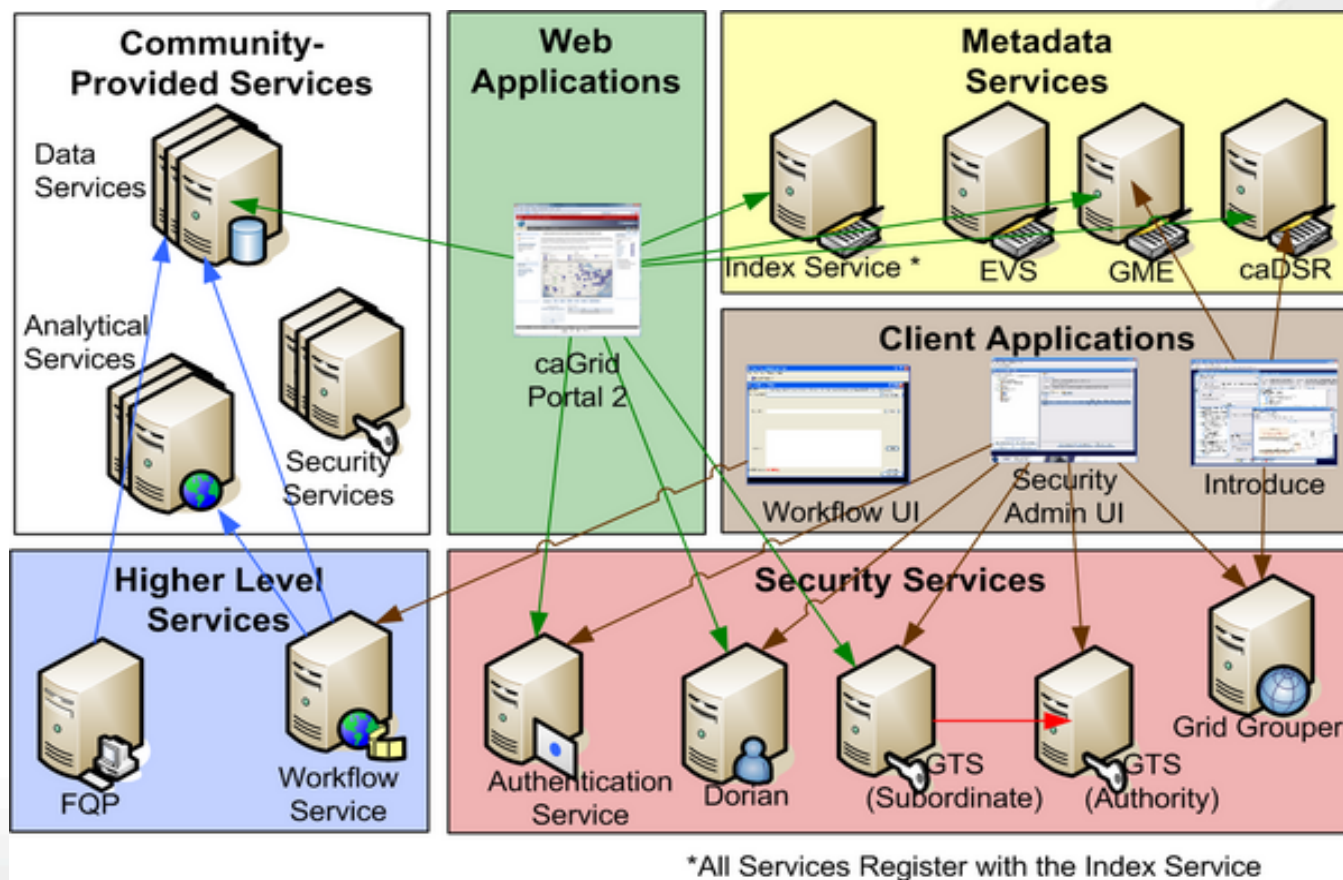 Community-
Provided Services
Data
Services
Analytical
Services
Security
Services
Web
Applications
caGrid
Portal 2
Metadata
Services
Index Service *
EVS
GME
caDSR
Client Applications
Workflow UI
Security
Admin UI
Introduce
Higher Level
Services
FQP
Workflow
Service
Security Services
Authentication
Service
Dorian
GTS
(Subordinate)
GTS
(Authority)
Grid Grouper
*All Services Register with the Index Service